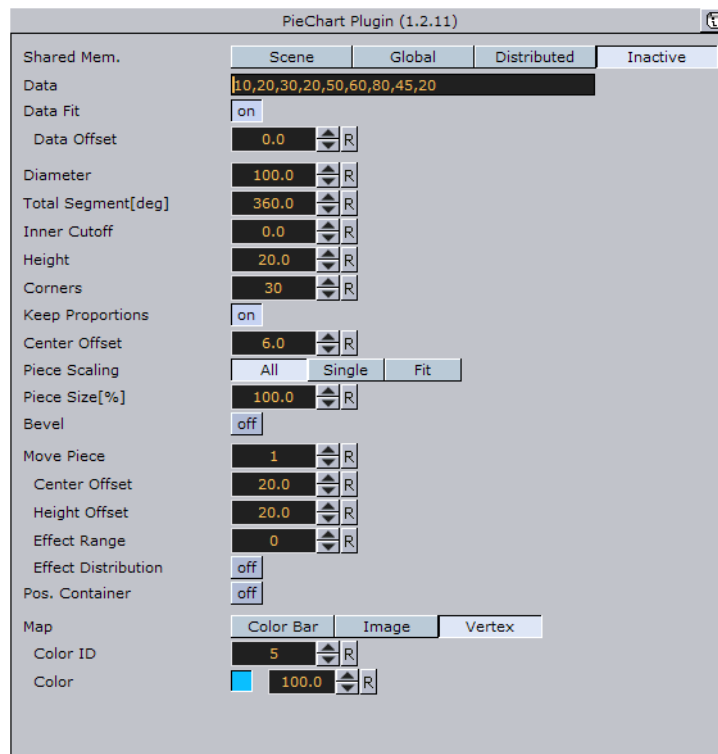 PieChart Plugin (1.2.11)
Shared Mem. Scene Global Distributed Inactive
Data 10,20,30,20,50,60,80,45,20
Data Fit on
Data Offset 0.0 R
Diameter 100.0 R
Total Segment[deg] 360.0 R
Inner Cutoff 0.0 R
Height 20.0 R
Corners 30 R
Keep Proportions on
Center Offset 6.0 R
Piece Scaling All Single Fit
Piece Size[%] 100.0 R
Bevel off
Move Piece 1 R
Center Offset 20.0 R
Height Offset 20.0 R
Effect Range 0 R
Effect Distribution off
Pos. Container off
Map Color Bar Image Vertex
Color ID 5 R
Color 100.0 R